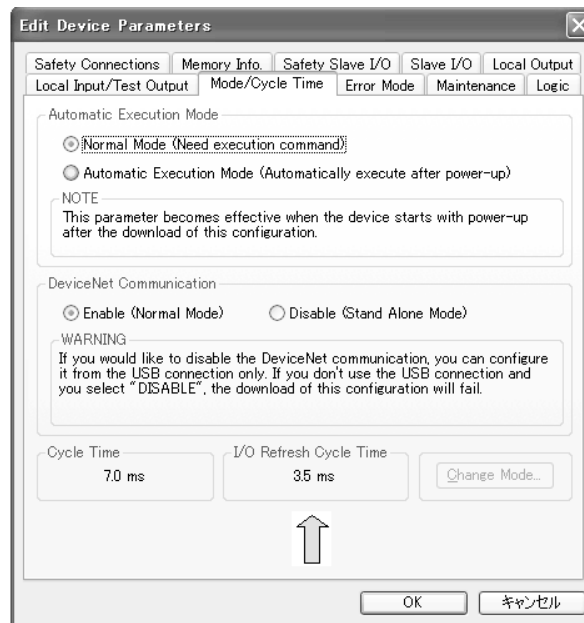 Edit Device Parameters
Safety Connections Memory Info. Safety Slave I/O Slave I/O Local Output
Local Input/Test Output Mode/Cycle Time Error Mode Maintenance Logic
Automatic Execution Mode
Normal Mode (Need execution command)
Automatic Execution Mode (Automatically execute after power-up)
NOTE
This parameter becomes effective when the device starts with power-up
after the download of this configuration.
DeviceNet Communication
Enable (Normal Mode) Disable (Stand Alone Mode)
WARNING
If you would like to disable the DeviceNet communication, you can configure
it from the USB connection only. If you don't use the USB connection and
you select "DISABLE", the download of this configuration will fail.
Cycle Time I/O Refresh Cycle Time
7.0 ms 3.5 ms Change Mode...
OK キャンセル